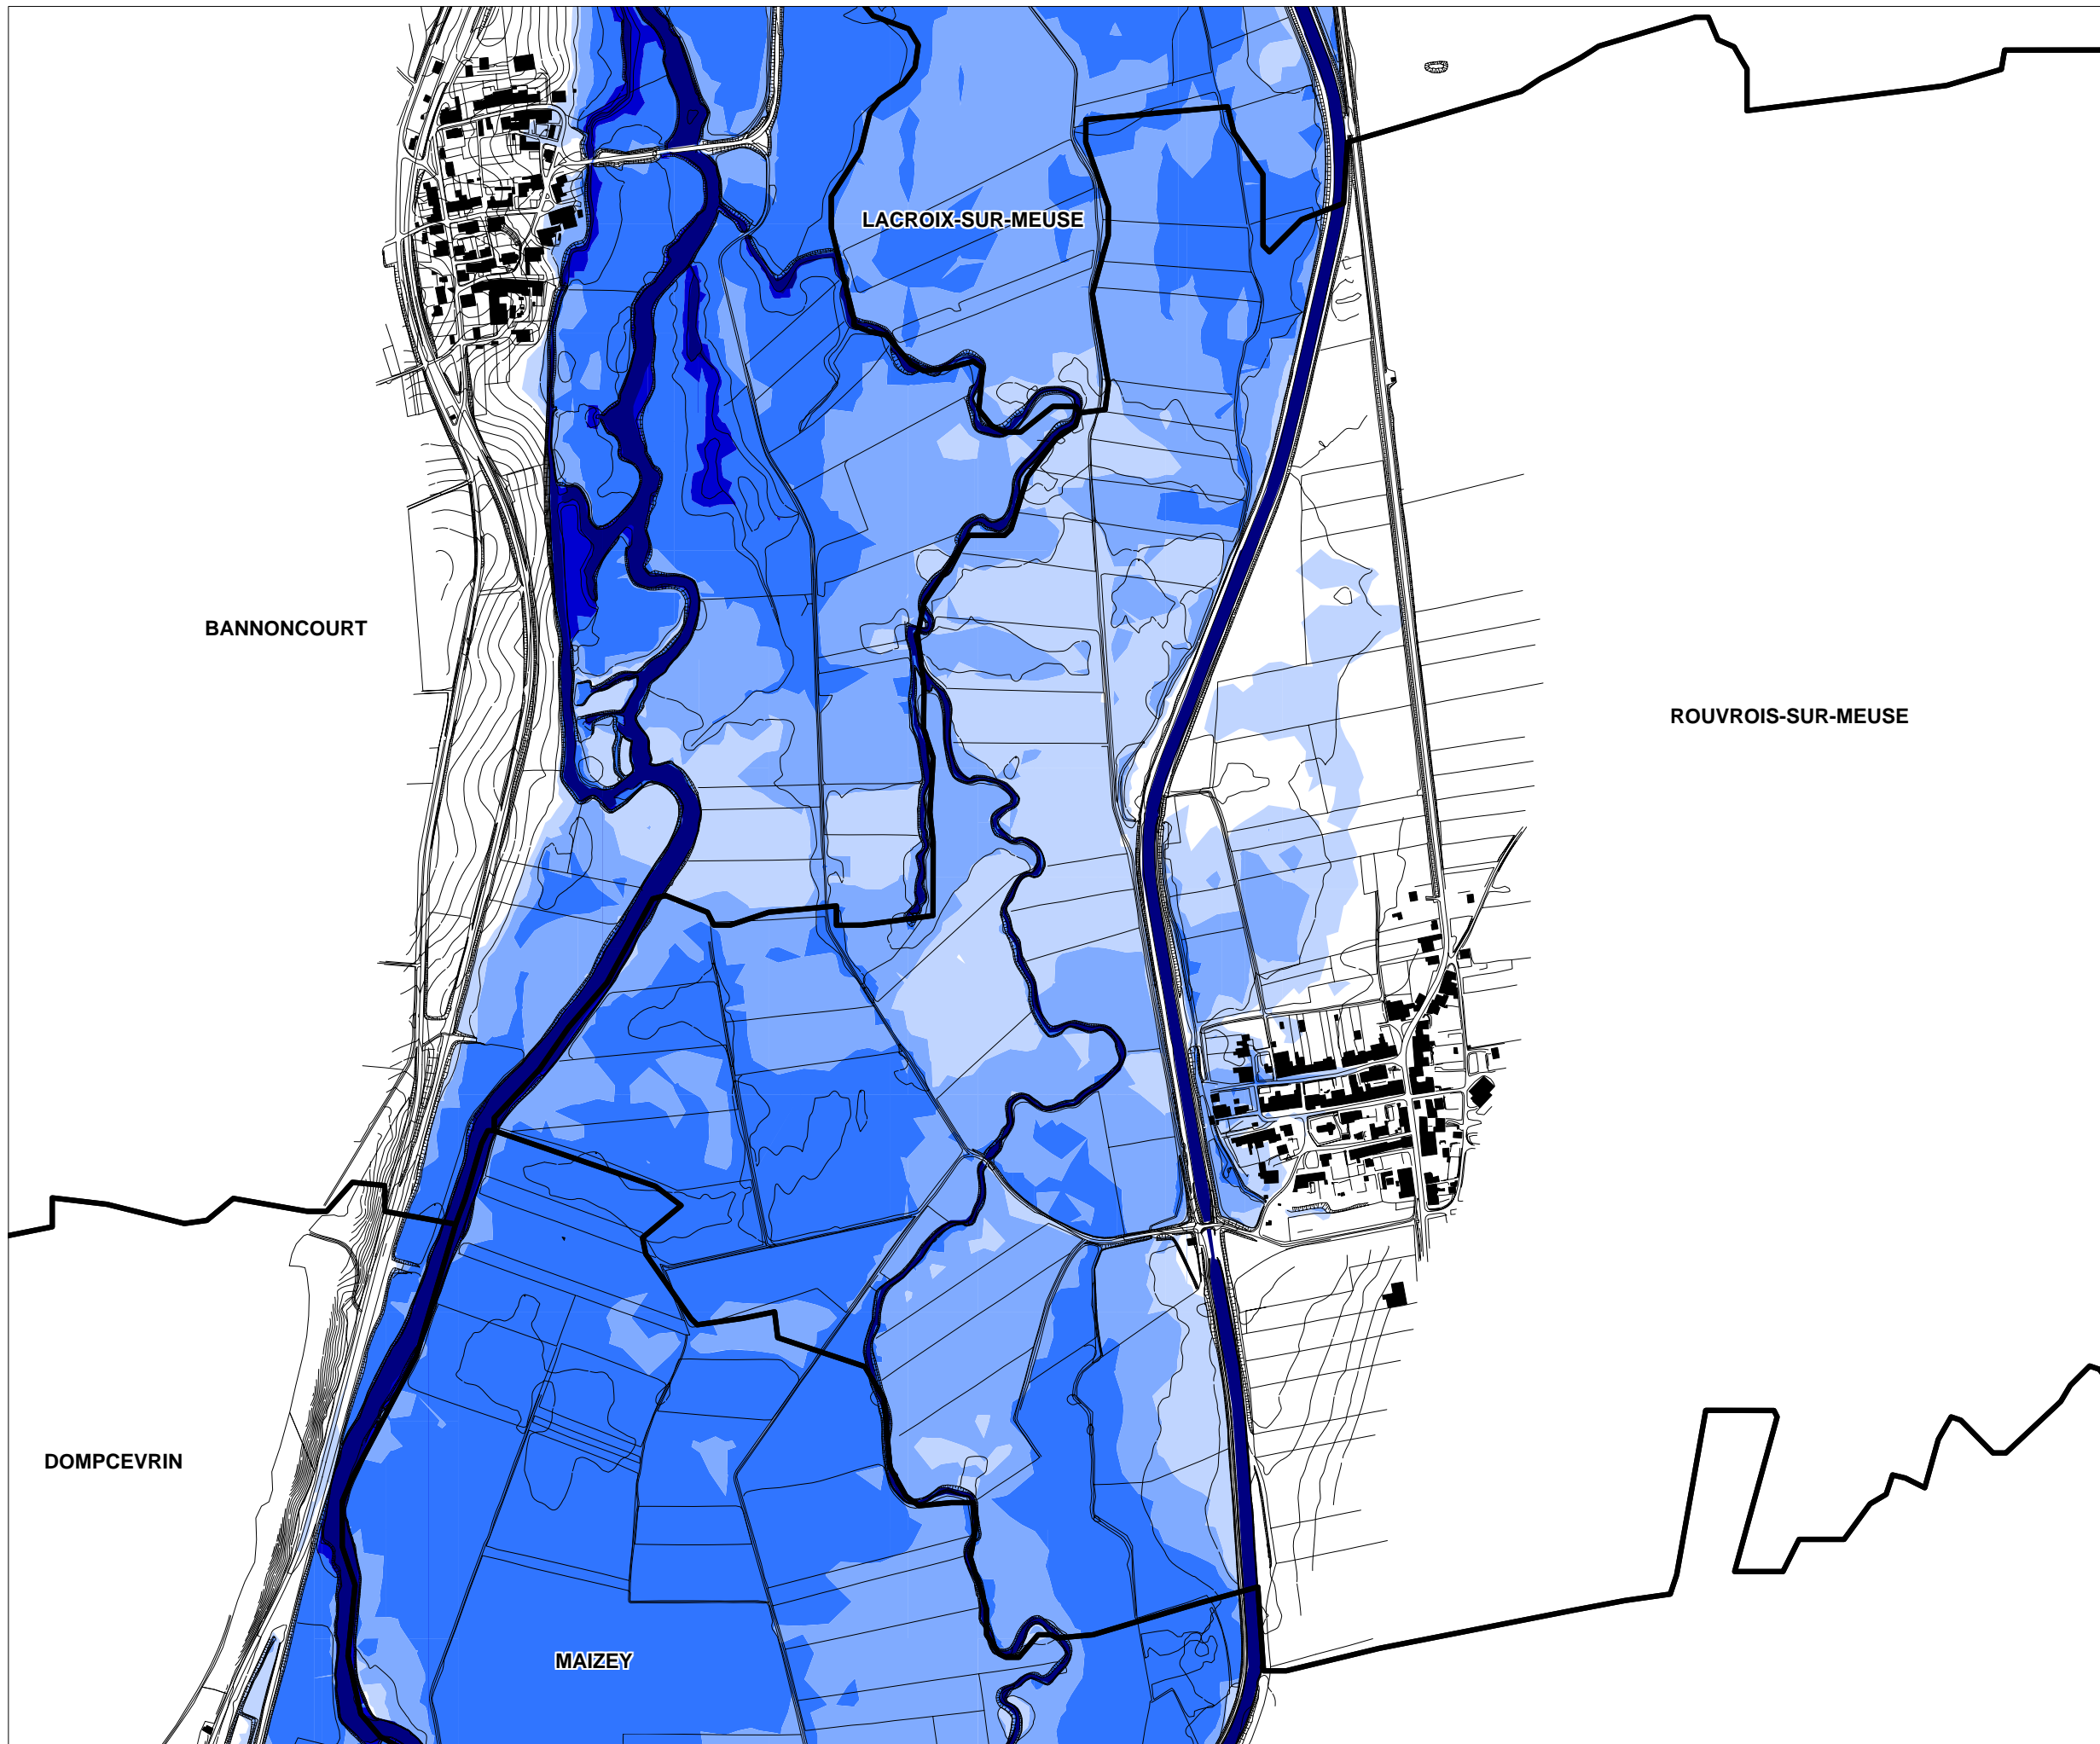 LACROIX-SUR-MEUSE
BANNONCOURT
ROUVROIS-SUR-MEUSE
DOMPCEVRIN
MAIZEY